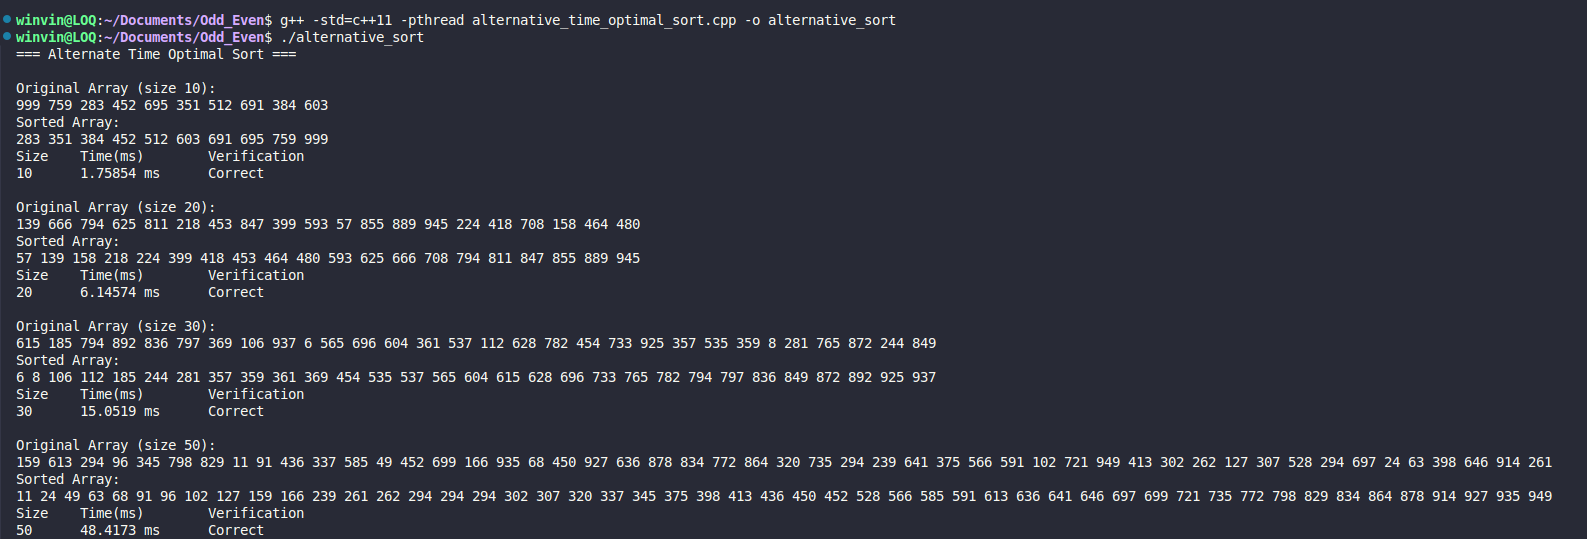 winvin@LOQ:~/Documents/Odd_Even$ g++ -std=c++11 -pthread alternative_time_optimal_sort.cpp -o alternative_sort
winvin@LOQ:~/Documents/Odd_Even$ ./alternative_sort
=== Alternate Time Optimal Sort ===
Original Array (size 10):
999 759 283 452 695 351 512 691 384 603
Sorted Array:
283 351 384 452 512 603 691 695 759 999
Size    Time(ms)        Verification
10      1.75854 ms      Correct
Original Array (size 20):
139 666 794 625 811 218 453 847 399 593 57 855 889 945 224 418 708 158 464 480
Sorted Array:
57 139 158 218 224 399 418 453 464 480 593 625 666 708 794 811 847 855 889 945
Size    Time(ms)        Verification
20      6.14574 ms      Correct
Original Array (size 30):
615 185 794 892 836 797 369 106 937 6 565 696 604 361 537 112 628 782 454 733 925 357 535 359 8 281 765 872 244 849
Sorted Array:
6 8 106 112 185 244 281 357 359 361 369 454 535 537 565 604 615 628 696 733 765 782 794 797 836 849 872 892 925 937
Size    Time(ms)        Verification
30      15.0519 ms      Correct
Original Array (size 50):
159 613 294 96 345 798 829 11 91 436 337 585 49 452 699 166 935 68 450 927 636 878 834 772 864 320 735 294 239 641 375 566 591 102 721 949 413 302 262 127 307 528 294 697 24 63 398 646 914 261
Sorted Array:
11 24 49 63 68 91 96 102 127 159 166 239 261 262 294 294 294 302 307 320 337 345 375 398 413 436 450 452 528 566 585 591 613 636 641 646 697 699 721 735 772 798 829 834 864 878 914 927 935 949
Size    Time(ms)        Verification
50      48.4173 ms      Correct